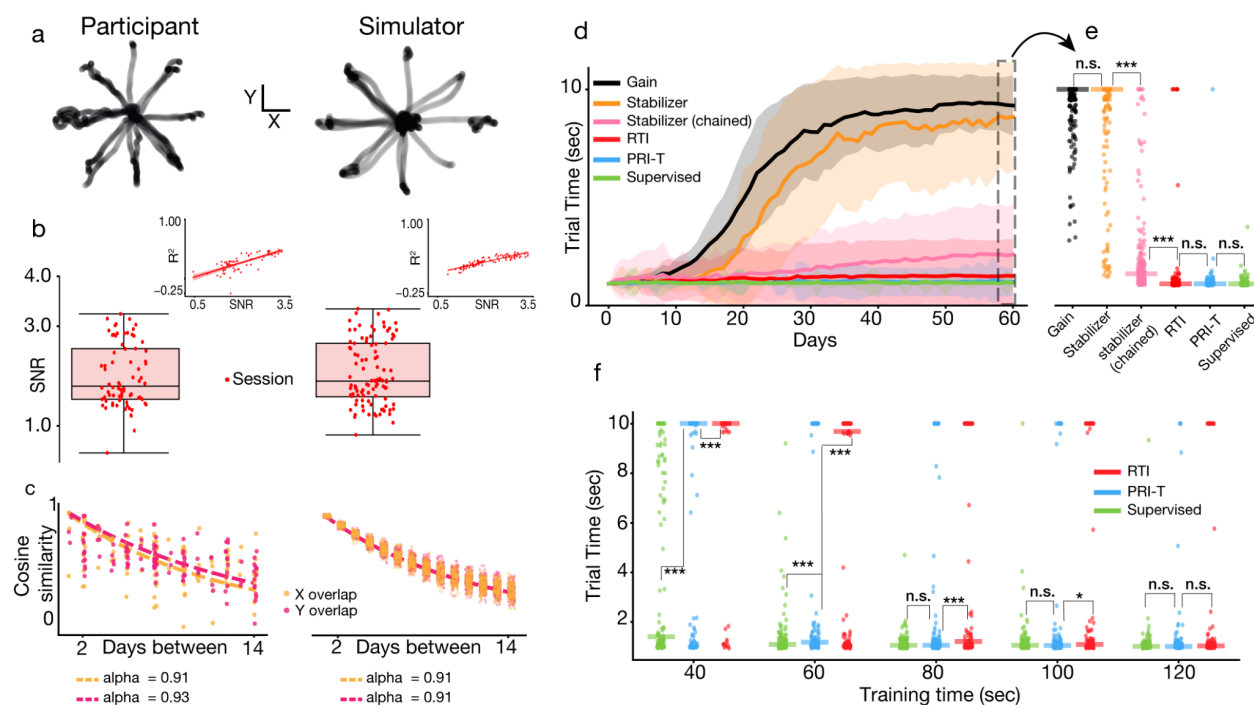 Participant
Simulator
a
Y
X
b
1.00
R²
−0.25
0.5
SNR
3.5
1.00
R²
−0.25
0.5
SNR
3.5
4.0
3.0
SNR
1.0
Session
c
1
Cosine
similarity
0
2
Days between
14
X overlap
Y overlap
2
Days between
14
alpha = 0.91
alpha = 0.93
alpha = 0.91
alpha = 0.91
d
10
Trial Time (sec)
0
Gain
Stabilizer
Stabilizer (chained)
RTI
PRI-T
Supervised
0
10
20
30
40
50
60
Days
e
n.s.
***
***
n.s.
n.s.
Gain
Stabilizer
stabilizer
(chained)
RTI
PRI-T
Supervised
f
10
8
6
4
2
Trial Time (sec)
***
***
***
***
n.s.
***
n.s.
*
n.s.
n.s.
RTI
PRI-T
Supervised
40
60
80
100
120
Training time (sec)